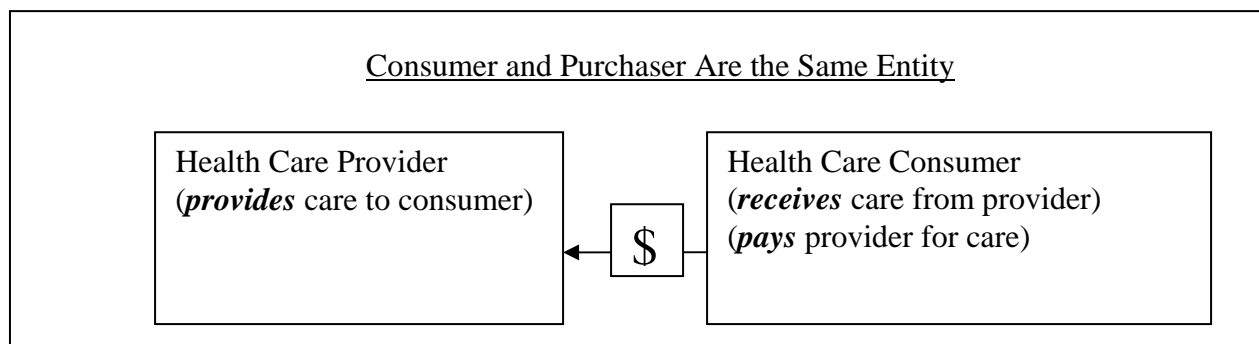 Consumer and Purchaser Are the Same Entity
Health Care Provider
(provides care to consumer)
Health Care Consumer
(receives care from provider)
(pays provider for care)
$